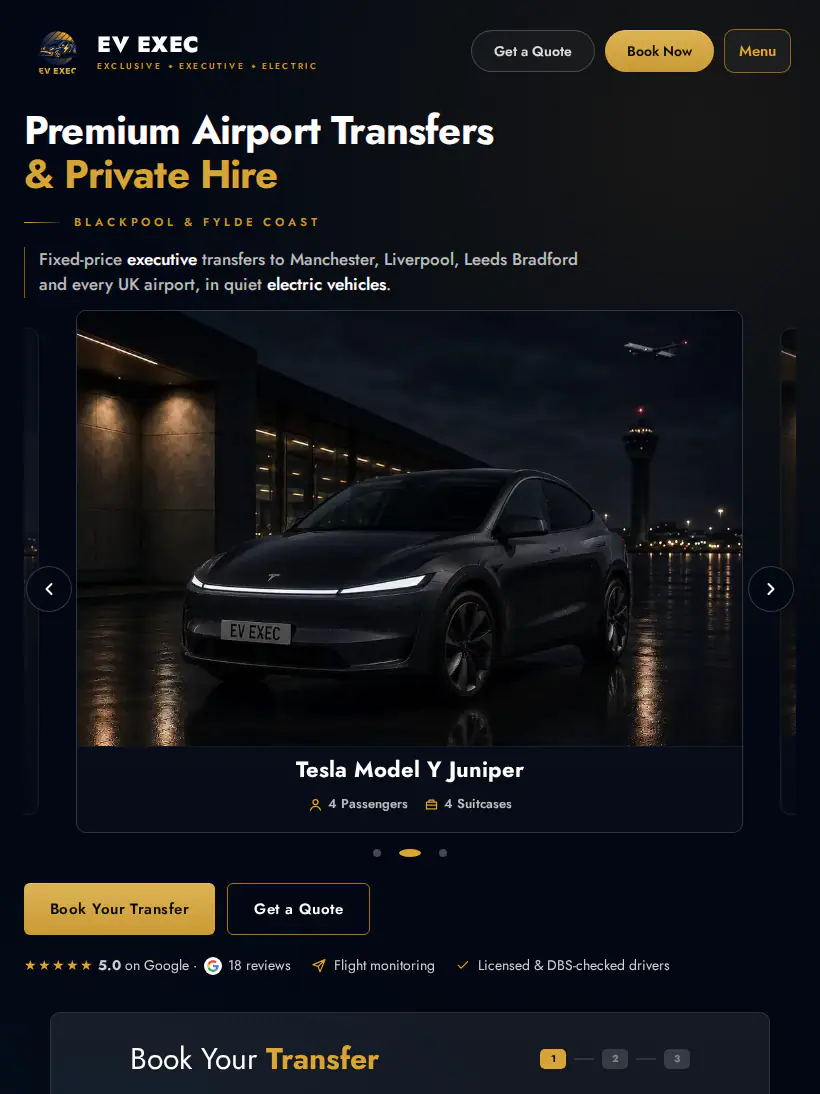 EV EXEC
EV EXEC
EXCLUSIVE • EXECUTIVE • ELECTRIC
Get a Quote
Book Now
Menu
Premium Airport Transfers
& Private Hire
BLACKPOOL & FYLDE COAST
Fixed-price executive transfers to Manchester, Liverpool, Leeds Bradford
and every UK airport, in quiet electric vehicles.
EV EXEC
Tesla Model Y Juniper
4 Passengers 4 Suitcases
Book Your Transfer
Get a Quote
★★★★★ 5.0 on Google · G 18 reviews Flight monitoring ✓ Licensed & DBS-checked drivers
Book Your Transfer
1 2 3